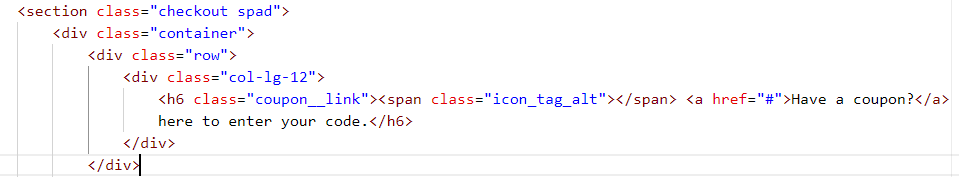 <section class="checkout spad">
<div class="container">
<div class="row">
<div class="col-lg-12">
<h6 class="coupon__link"><span class="icon_tag_alt"></span> <a href="#">Have a coupon?</a>
here to enter your code.</h6>
</div>
</div>